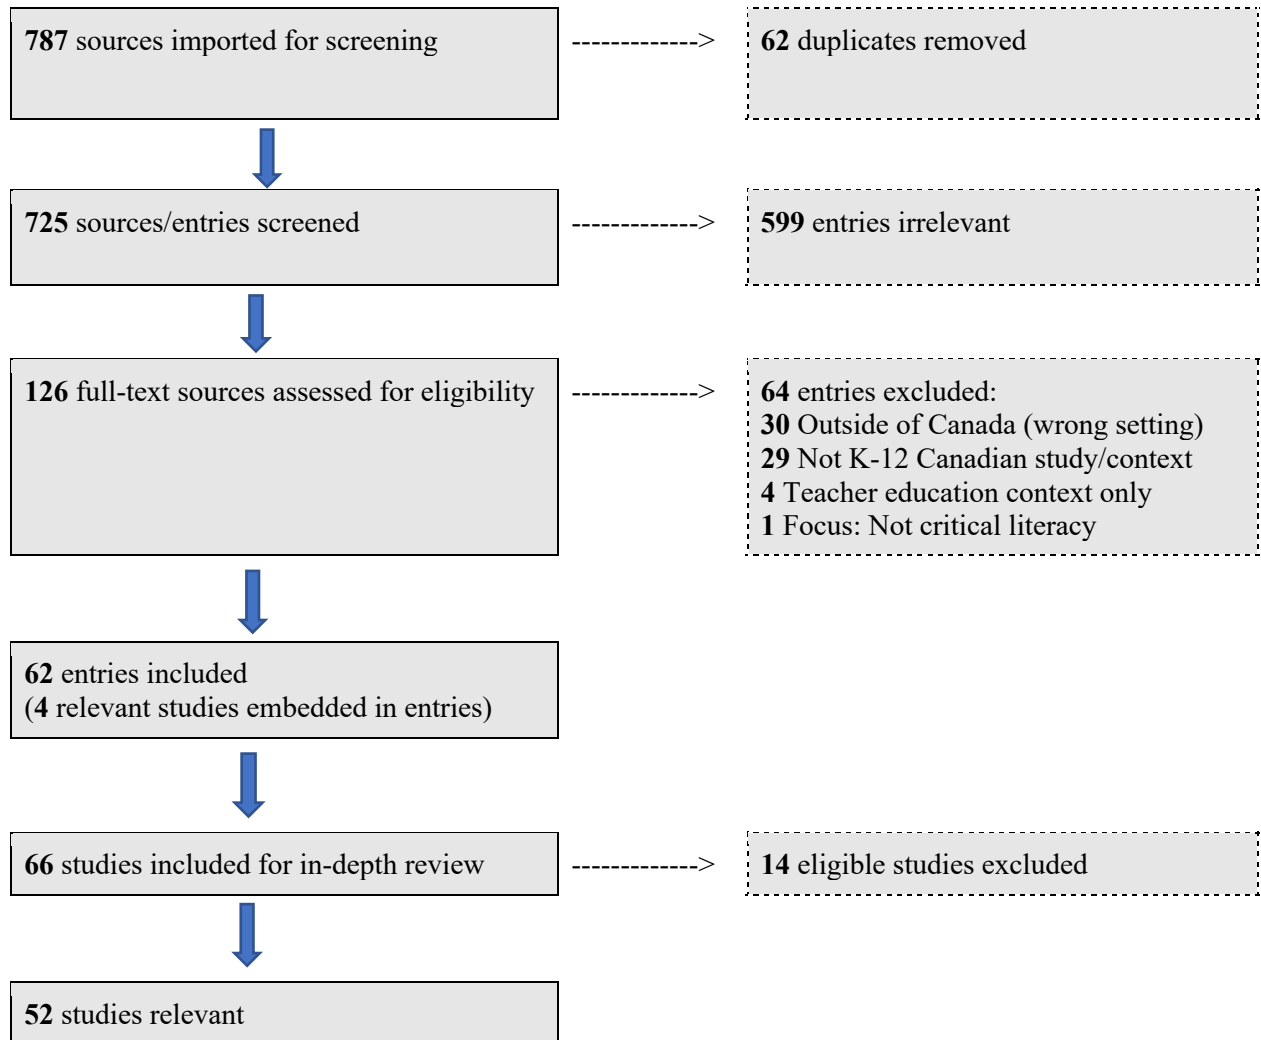 787 sources imported for screening
------------->
62 duplicates removed
725 sources/entries screened
------------->
599 entries irrelevant
126 full-text sources assessed for eligibility
------------->
64 entries excluded:
30 Outside of Canada (wrong setting)
29 Not K-12 Canadian study/context
4 Teacher education context only
1 Focus: Not critical literacy
62 entries included
(4 relevant studies embedded in entries)
66 studies included for in-depth review
------------->
14 eligible studies excluded
52 studies relevant